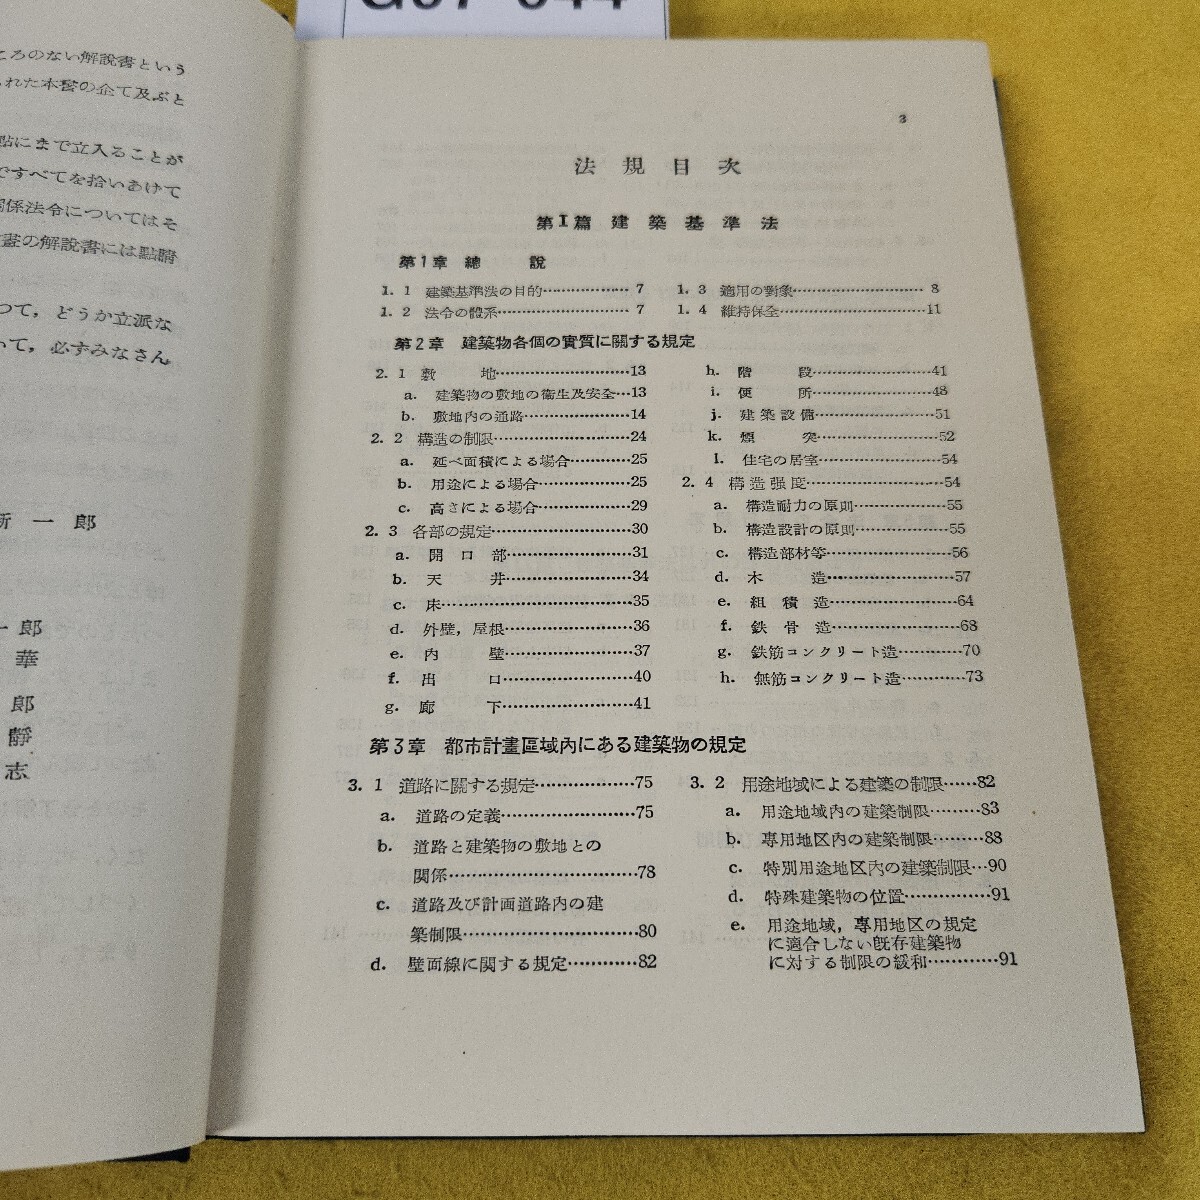 ころのない解説書という
られた本書の企て及ぶと
點にまで立入ることが
ですべてを拾いあけて
關係法令についてはそ
畫の解說書には點睛
つて，どうか立派な
いて，必ずみなさん
新一郎
一郎
華
郎
靜
志
3
法規目次
第I篇 建築基準法
第1章 總說
1. 1 建築基準法の目的………………7
1. 2 法令の體系………………7
1. 3 適用の對象………………8
1. 4 維持保全………………11
第2章 建築物各個の實質に關する規定
2. 1 敷地………………13
a. 建築物の敷地の衞生及安全…13
b. 敷地内の通路………………14
2. 2 構造の制限………………24
a. 延べ面積による場合…………25
b. 用途による場合………………25
c. 高さによる場合………………29
2. 3 各部の規定………………30
a. 開口部………………31
b. 天井………………34
c. 床………………35
d. 外壁，屋根………………36
e. 内壁………………37
f. 出口………………40
g. 廊下………………41
h. 階段………………41
i. 便所………………48
j. 建築設備………………51
k. 煙突………………52
l. 住宅の居室………………54
2. 4 構造强度………………54
a. 構造耐力の原則………………55
b. 構造設計の原則………………55
c. 構造部材等………………56
d. 木造………………57
e. 組積造………………64
f. 鉄骨造………………68
g. 鉄筋コンクリート造…………70
h. 無筋コンクリート造…………73
第3章 都市計畫區域內にある建築物の規定
3. 1 道路に關する規定………………75
a. 道路の定義………………75
b. 道路と建築物の敷地との
関係………………78
c. 道路及び計画道路内の建
築制限………………80
d. 壁面線に関する規定…………82
3. 2 用途地域による建築の制限……82
a. 用途地域内の建築制限………83
b. 専用地区内の建築制限………88
c. 特別用途地区内の建築制限…90
d. 特殊建築物の位置……………91
e. 用途地域，専用地区の規定
に適合しない既存建築物
に対する制限の緩和…………91